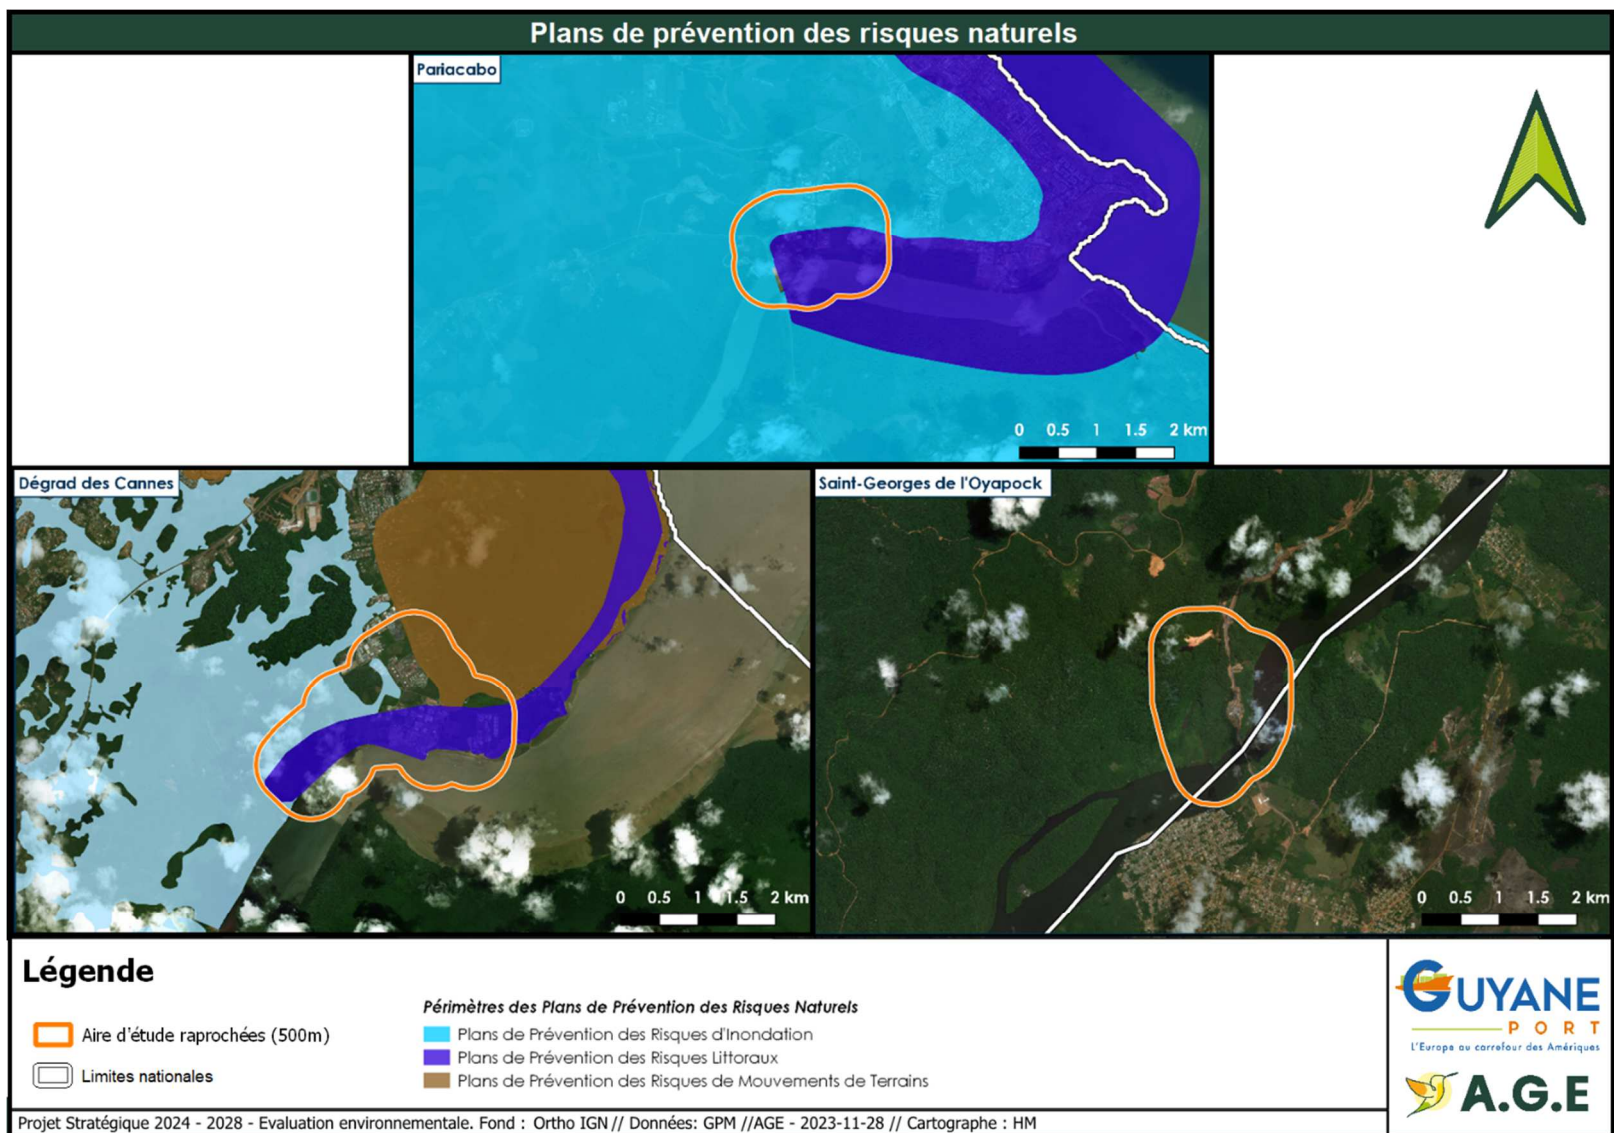 Plans de prévention des risques naturels
Pariacabo
0 0.5 1 1.5 2 km
Dégrad des Cannes
0 0.5 1 1.5 2 km
Saint-Georges de l'Oyapock
0 0.5 1 1.5 2 km
Légende
Aire d'étude raprochées (500m)
Limites nationales
Périmètres des Plans de Prévention des Risques Naturels
Plans de Prévention des Risques d'Inondation
Plans de Prévention des Risques Littoraux
Plans de Prévention des Risques de Mouvements de Terrains
GUYANE
PORT
L'Europe au carrefour des Amériques
A.G.E
Projet Stratégique 2024 - 2028 - Evaluation environnementale. Fond : Ortho IGN // Données: GPM //AGE - 2023-11-28 // Cartographe : HM